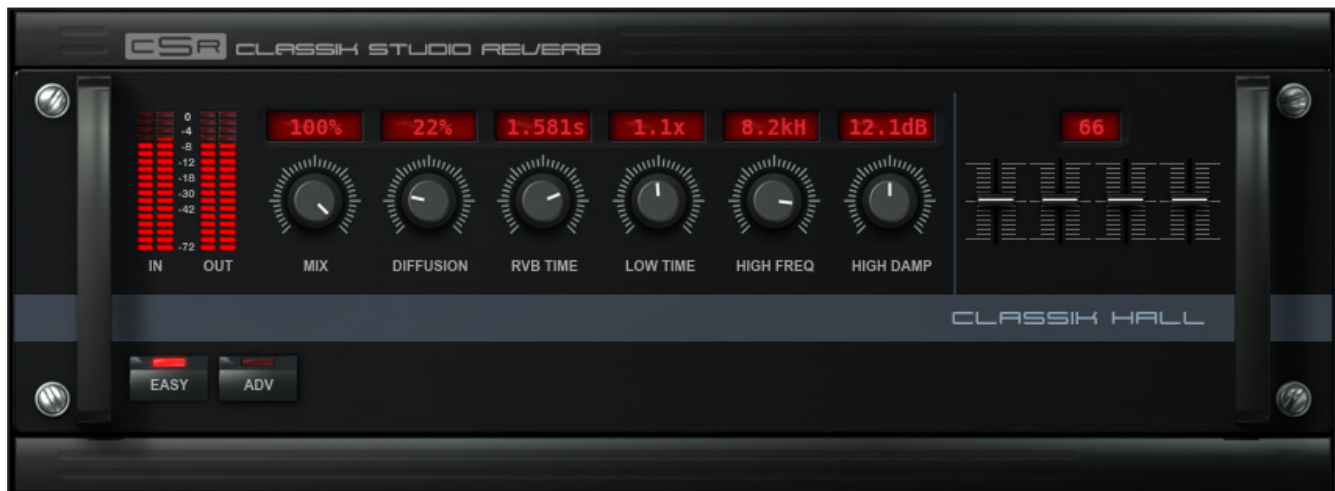 CSR CLASSIK STUDIO REVERB
0
-4
-8
-12
-18
-30
-42
-72
IN OUT
100% 22% 1.581s 1.1x 8.2kH 12.1dB 66
MIX DIFFUSION RVB TIME LOW TIME HIGH FREQ HIGH DAMP
CLASSIK HALL
EASY ADV